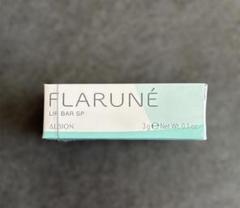 FLARUNÉ
LIP BAR SP
ALBION 3g ℮ Net Wt. 0.1 oz.